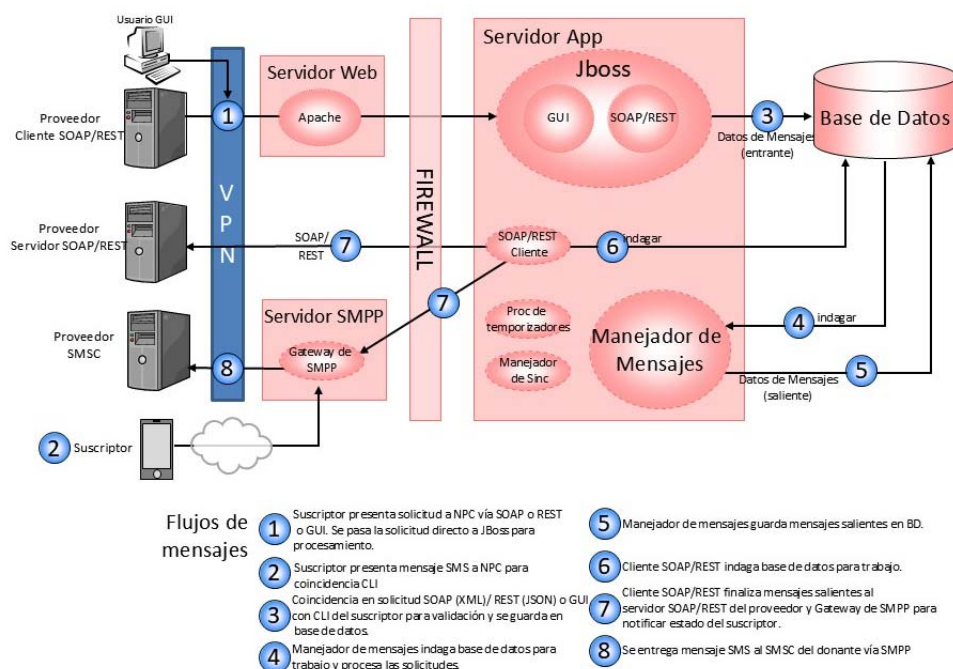 Usuario GUI
Servidor App
Servidor Web
Jboss
Proveedor
Cliente SOAP/REST
1
Apache
GUI
SOAP/REST
3
Base de Datos
Datos de Mensajes
(entrante)
VPN
FIREWALL
Proveedor
Servidor SOAP/REST
SOAP/
REST
7
SOAP/REST
Cliente
6
indagar
7
Servidor SMPP
Proc de
temporizadores
Manejador de
Mensajes
4
indagar
Proveedor
SMSC
8
Gateway de
SMPP
Manejador
de Sinc
5
Datos de Mensajes
(saliente)
2
Suscriptor
Flujos de
mensajes
1
Suscriptor presenta solicitud a NPC vía SOAP o REST
o GUI. Se pasa la solicitud directo a JBoss para
procesamiento.
2
Suscriptor presenta mensaje SMS a NPC para
coincidencia CLI
3
Coincidencia en solicitud SOAP (XML)/ REST (JSON) o GUI
con CLI del suscriptor para validación y se guarda en
base de datos.
4
Manejador de mensajes indaga base de datos para
trabajo y procesa las solicitudes.
5
Manejador de mensajes guarda mensajes salientes en BD.
6
Cliente SOAP/REST indaga base de datos para trabajo.
7
Cliente SOAP/REST finaliza mensajes salientes al
servidor SOAP/REST del proveedor y Gateway de SMPP para
notificar estado del suscriptor.
8
Se entrega mensaje SMS al SMSC del donante vía SMPP